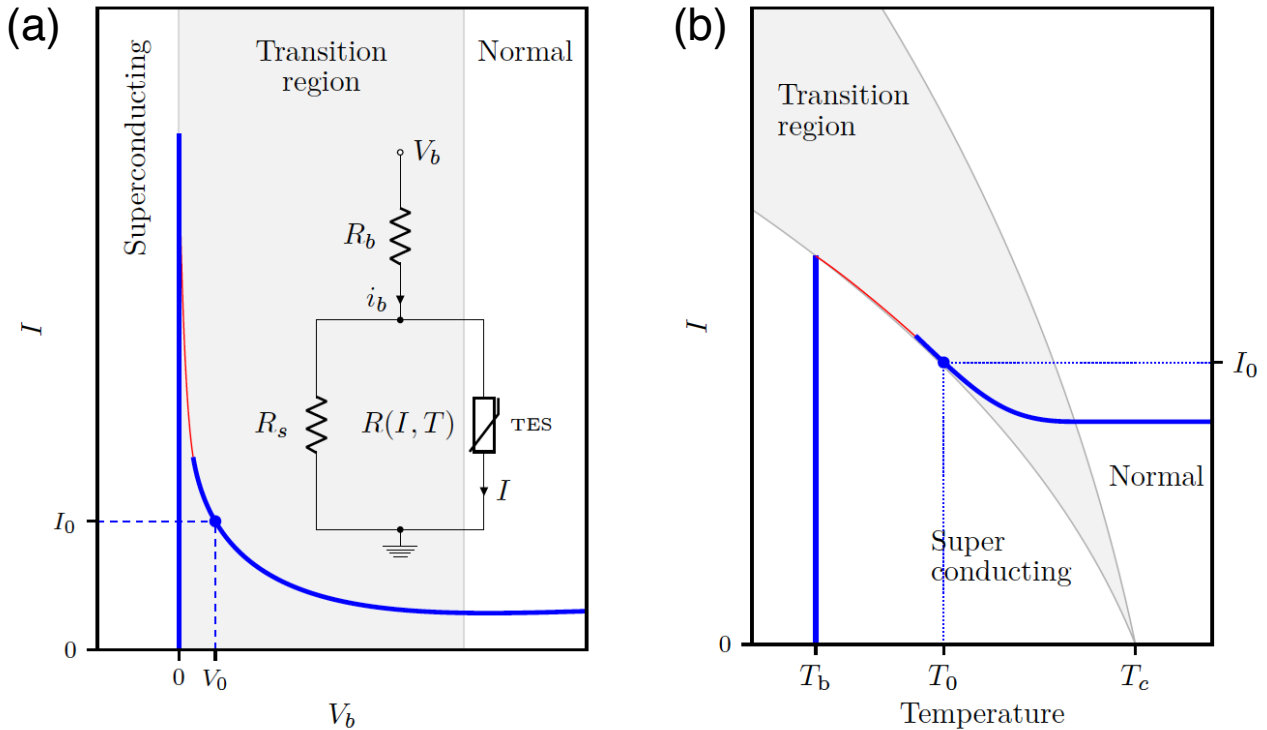 (a)
Superconducting
Transition
region
Normal
V_b
R_b
i_b
R_s
R(I, T)
TES
I
I
I_0
0
0
V_0
V_b
(b)
Transition
region
I
I_0
Normal
Super
conducting
0
T_b
T_0
T_c
Temperature